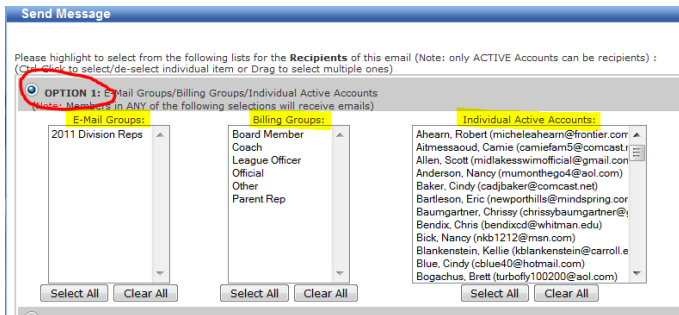 Send Message
Please highlight to select from the following lists for the Recipients of this email (Note: only ACTIVE Accounts can be recipients) :
(Ctrl-Click to select/de-select individual item or Drag to select multiple ones)
OPTION 1: E-Mail Groups/Billing Groups/Individual Active Accounts
(Note: Members in ANY of the following selections will receive emails)
E-Mail Groups: Billing Groups: Individual Active Accounts:
2011 Division Reps Board Member Ahearn, Robert (micheleahearn@frontier.com
Coach Aitmessaoud, Camie (camiefam5@comcast.r
League Officer Allen, Scott (midlakesswimofficial@gmail.con
Official Anderson, Nancy (mumonthego4@aol.com)
Other Baker, Cindy (cadjbaker@comcast.net)
Parent Rep Bartleson, Eric (newporthills@mindspring.cor
Baumgartner, Chrissy (chrissybaumgartner@
Bendix, Chris (bendixcd@whitman.edu)
Bick, Nancy (nkb1212@msn.com)
Blankenstein, Kellie (kblankenstein@carroll.e
Blue, Cindy (cblue40@hotmail.com)
Bogachus, Brett (turbofly100200@aol.com)
Select All Clear All Select All Clear All Select All Clear All